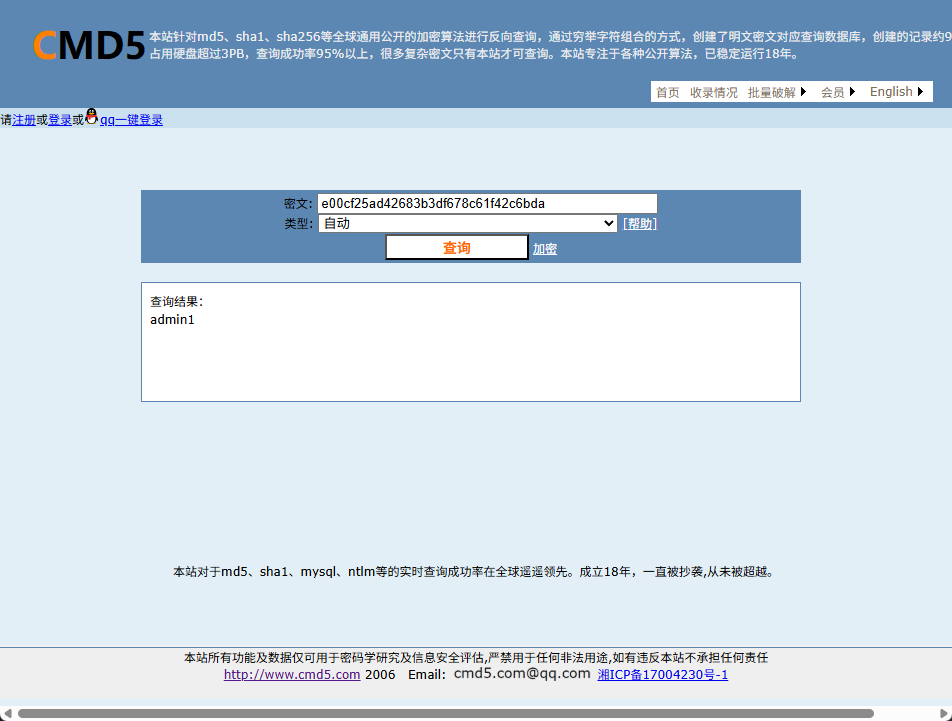 CMD5
本站针对md5、sha1、sha256等全球通用公开的加密算法进行反向查询，通过穷举字符组合的方式，创建了明文密文对应查询数据库，创建的记录约9
占用硬盘超过3PB，查询成功率95%以上，很多复杂密文只有本站才可查询。本站专注于各种公开算法，已稳定运行18年。
首页 收录情况 批量破解 会员 English
请注册或登录或qq一键登录
密文: e00cf25ad42683b3df678c61f42c6bda
类型: 自动 [帮助]
查询 加密
查询结果：
admin1
本站对于md5、sha1、mysql、ntlm等的实时查询成功率在全球遥遥领先。成立18年，一直被抄袭,从未被超越。
本站所有功能及数据仅可用于密码学研究及信息安全评估,严禁用于任何非法用途,如有违反本站不承担任何责任
http://www.cmd5.com 2006 Email：cmd5.com@qq.com 湘ICP备17004230号-1